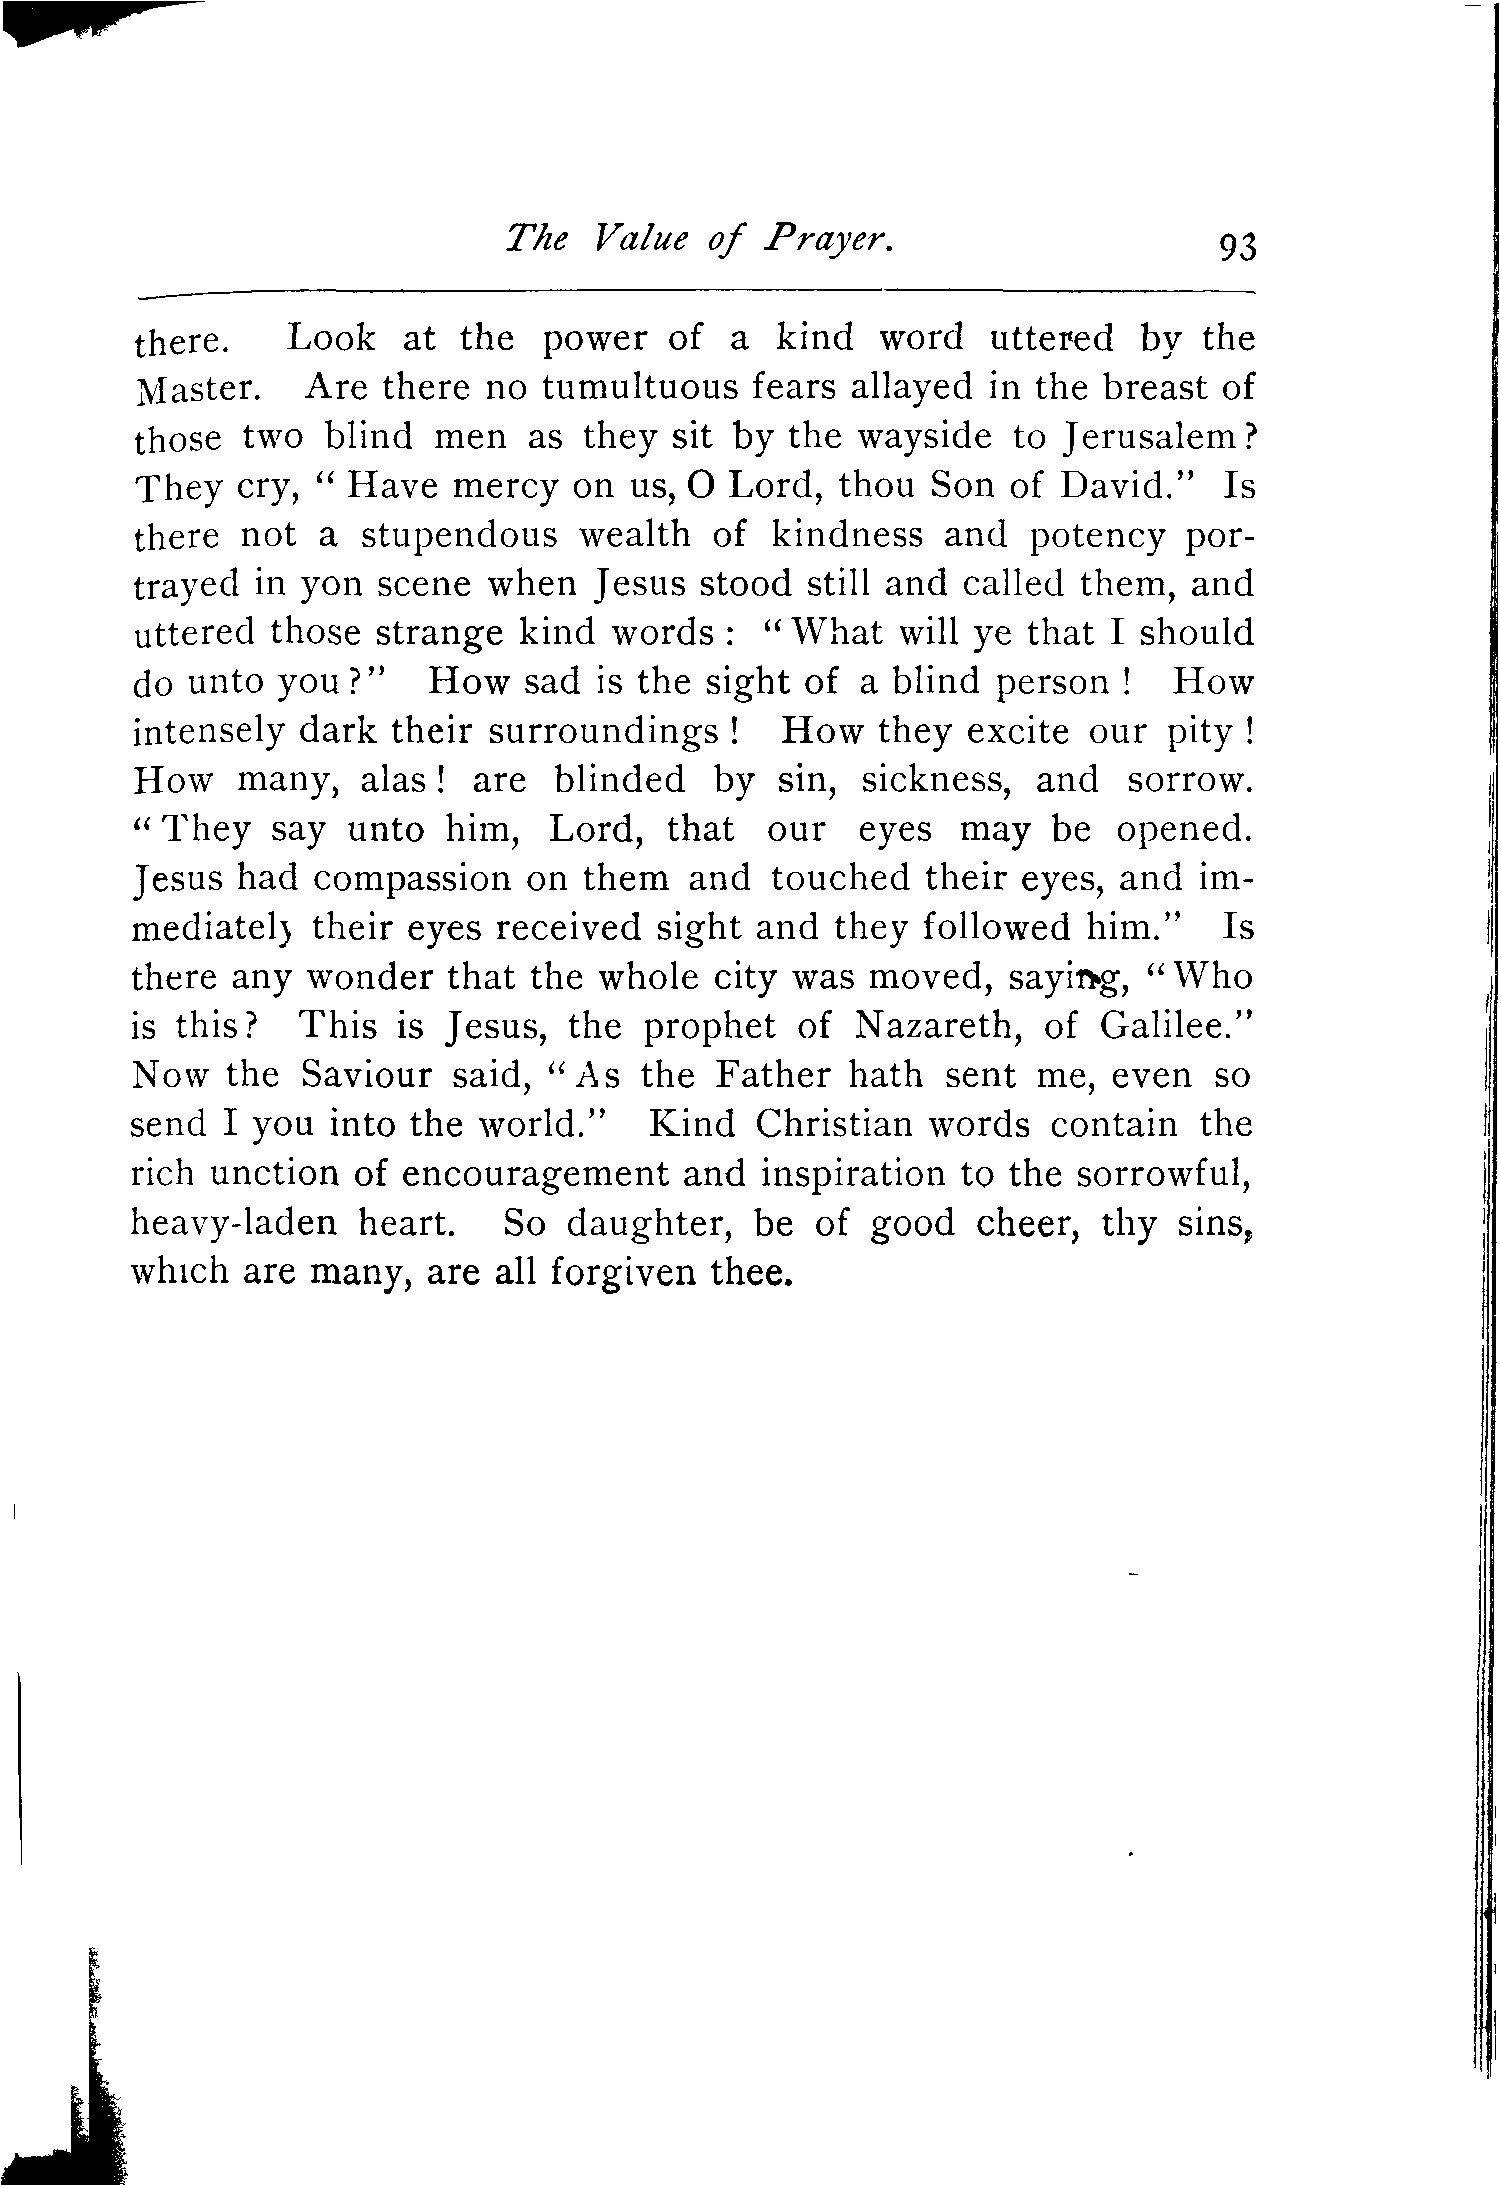 The Value of Prayer. 93
there. Look at the power of a kind word uttered by the
Master. Are there no tumultuous fears allayed in the breast of
those two blind men as they sit by the wayside to Jerusalem?
They cry, “ Have mercy on us, O Lord, thou Son of David.” Is
there not a stupendous wealth of kindness and potency por-
trayed in yon scene when Jesus stood still and called them, and
uttered those strange kind words : “ What will ye that I should
do unto you ?” How sad is the sight of a blind person ! How
intensely dark their surroundings ! How they excite our pity !
How many, alas ! are blinded by sin, sickness, and sorrow.
“ They say unto him, Lord, that our eyes may be opened.
Jesus had compassion on them and touched their eyes, and im-
mediately their eyes received sight and they followed him.” Is
there any wonder that the whole city was moved, saying, “ Who
is this? This is Jesus, the prophet of Nazareth, of Galilee.”
Now the Saviour said, “ As the Father hath sent me, even so
send I you into the world.” Kind Christian words contain the
rich unction of encouragement and inspiration to the sorrowful,
heavy-laden heart. So daughter, be of good cheer, thy sins,
which are many, are all forgiven thee.